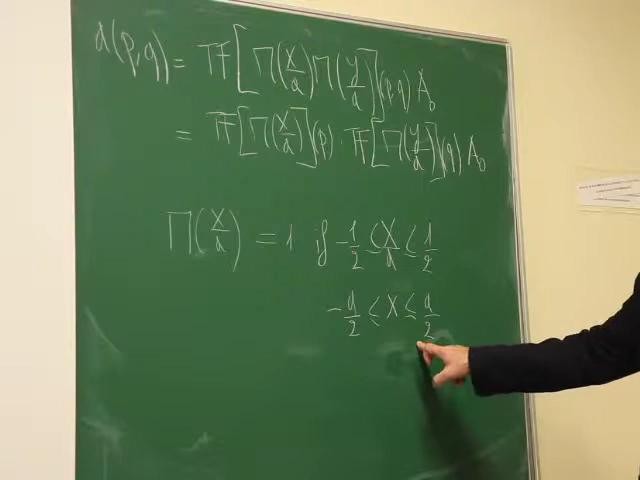 a(p,q) = TF[Π(x/a)Π(y/a)](p,q) A₀
= TF[Π(x/a)](p) · TF[Π(y/a)](q) A₀
Π(x/a) = 1 if -1/2 ≤ x/a ≤ 1/2
-a/2 ≤ x ≤ a/2